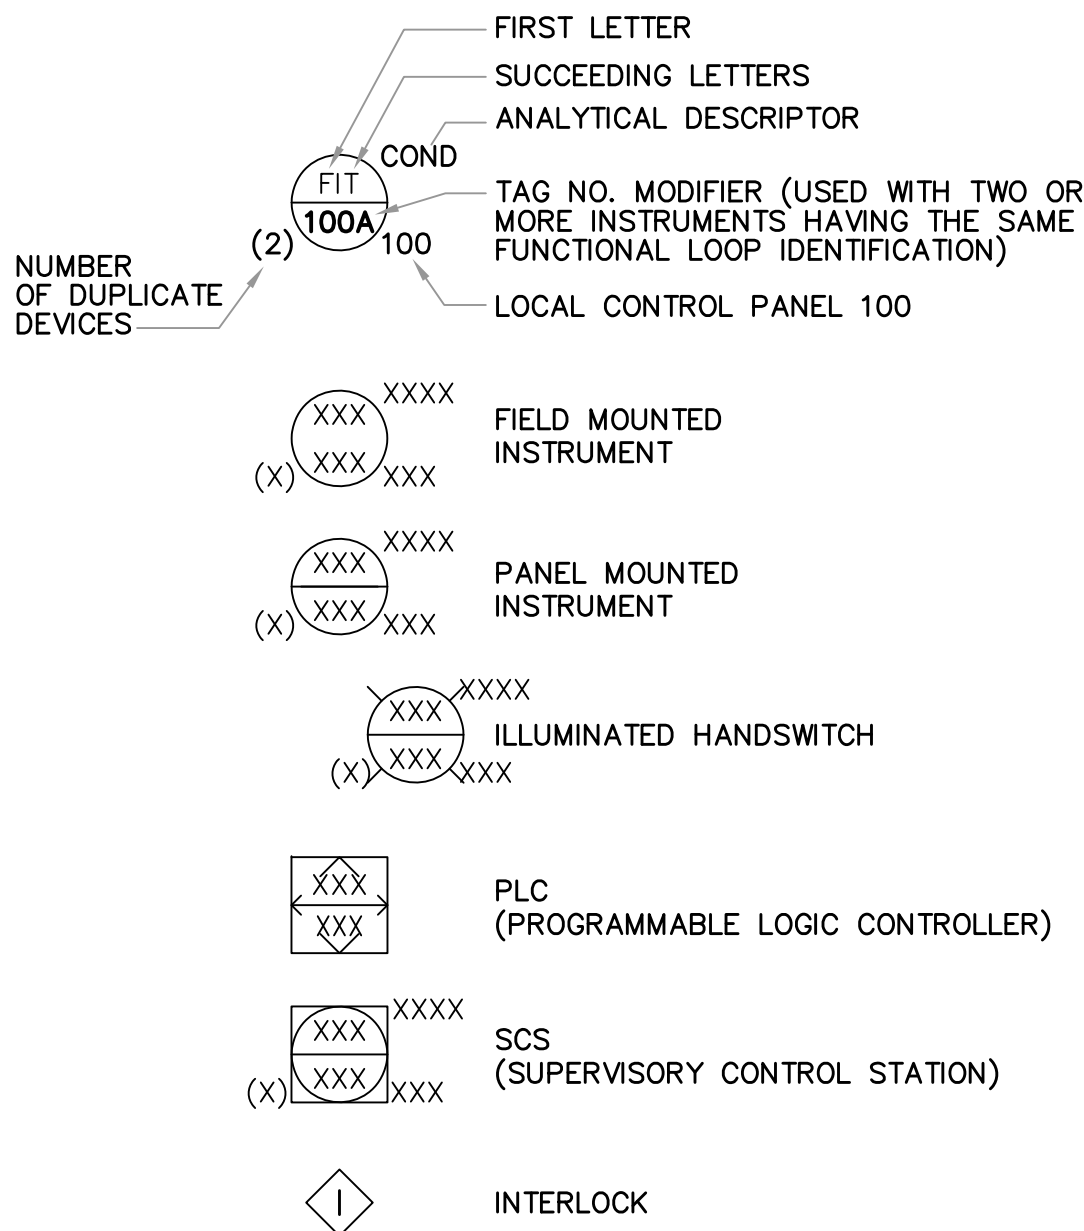 FIRST LETTER
SUCCEEDING LETTERS
ANALYTICAL DESCRIPTOR
COND
FIT
100A
(2)
100
TAG NO. MODIFIER (USED WITH TWO OR
MORE INSTRUMENTS HAVING THE SAME
FUNCTIONAL LOOP IDENTIFICATION)
NUMBER
OF DUPLICATE
DEVICES
LOCAL CONTROL PANEL 100
XXXX
XXX
XXX
(X)
XXX
FIELD MOUNTED
INSTRUMENT
XXXX
XXX
XXX
(X)
XXX
PANEL MOUNTED
INSTRUMENT
XXXX
XXX
XXX
(X)
XXX
ILLUMINATED HANDSWITCH
XXX
XXX
PLC
(PROGRAMMABLE LOGIC CONTROLLER)
XXXX
XXX
XXX
(X)
XXX
SCS
(SUPERVISORY CONTROL STATION)
I
INTERLOCK